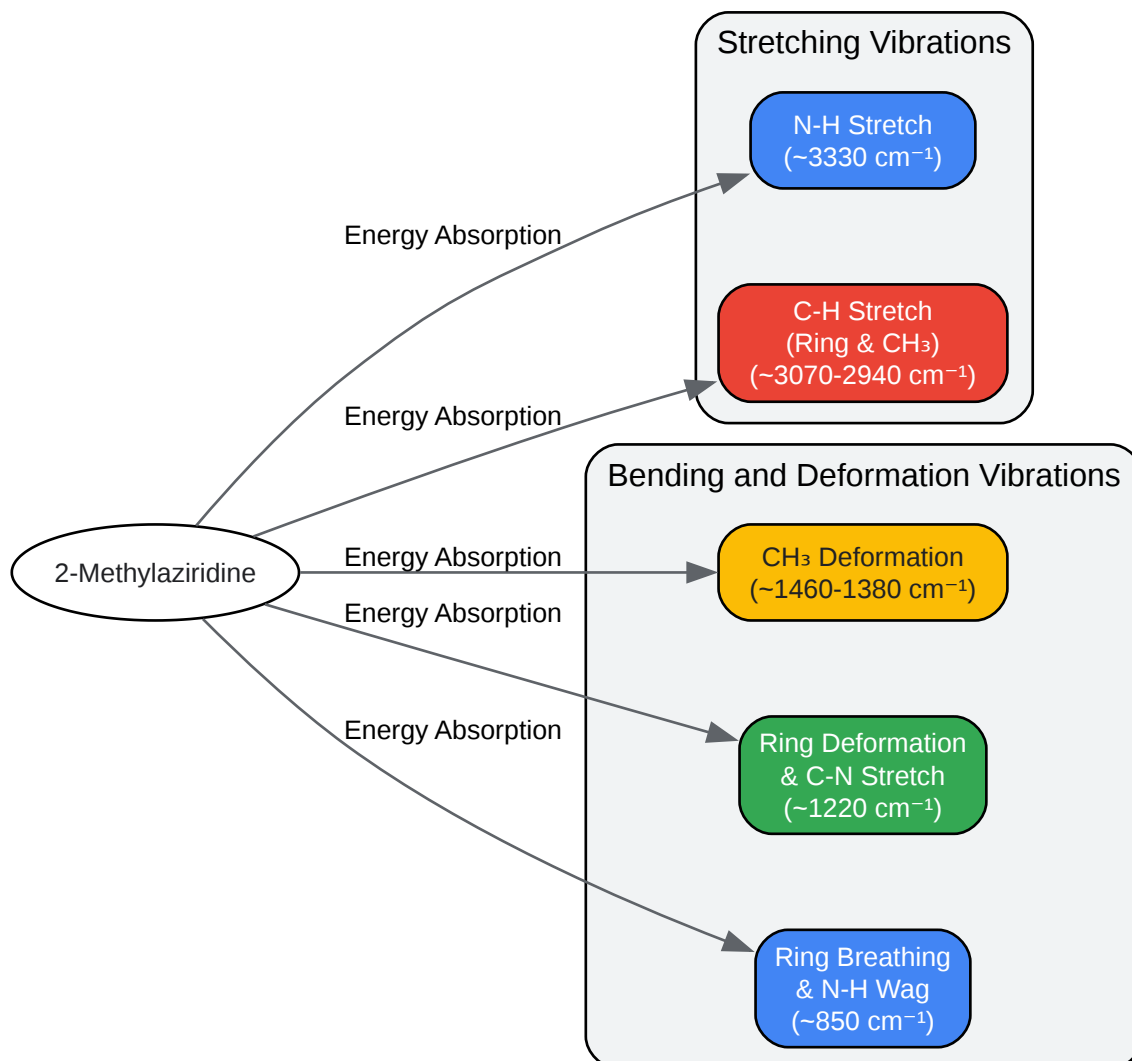 Stretching Vibrations
N-H Stretch
(~3330 cm⁻¹)
Energy Absorption
C-H Stretch
(Ring & CH₃)
(~3070-2940 cm⁻¹)
Energy Absorption
Bending and Deformation Vibrations
2-Methylaziridine
Energy Absorption
CH₃ Deformation
(~1460-1380 cm⁻¹)
Energy Absorption
Ring Deformation
& C-N Stretch
(~1220 cm⁻¹)
Energy Absorption
Ring Breathing
& N-H Wag
(~850 cm⁻¹)